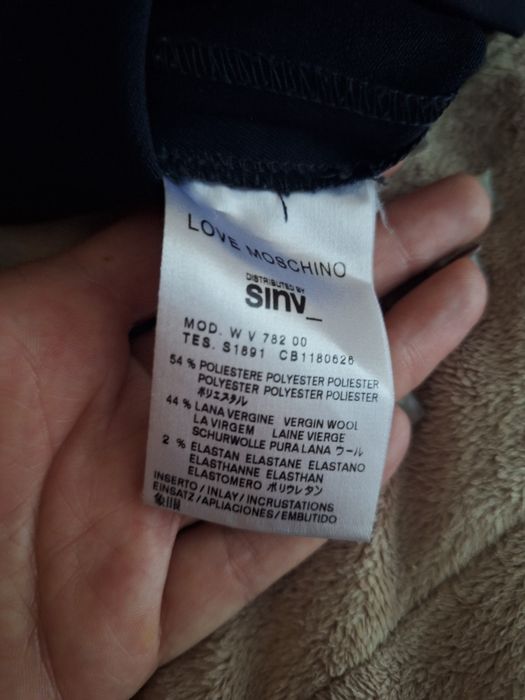 LOVE MOSCHINO
DISTRIBUTED BY
SINV_
MOD. W V 782 00
TES. S1891 CB1180626
54 % POLIESTERE POLYESTER POLIESTER
POLYESTER POLYESTER POLIESTER
ポリエステル
44 % LANA VERGINE VERGIN WOOL
LA VIRGEM LAINE VIERGE
SCHURWOLLE PURA LANA ウール
2 % ELASTAN ELASTANE ELASTANO
ELASTHANNE ELASTHAN
ELASTOMERO ポリウレタン
INSERTO / INLAY / INCRUSTATIONS
EINSATZ / APLIACIONES / EMBUTIDO